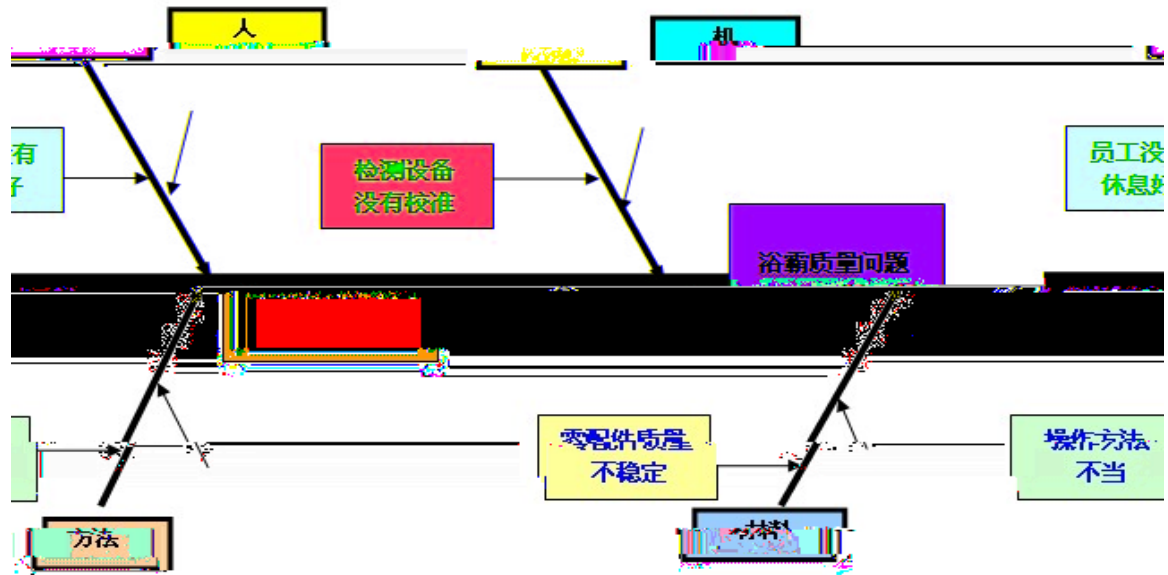 人
机
有
子
检测设备
没有校准
员工没
休息好
浴霸质量问题
零配件质量
不稳定
操作方法
不当
方法
材料